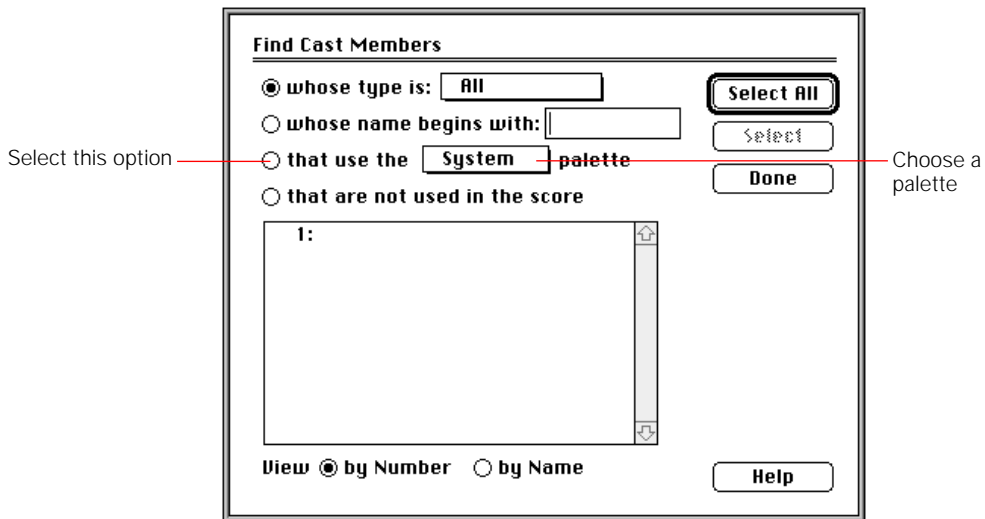 Find Cast Members
whose type is: All
Select All
whose name begins with:
Select
Select this option
that use the System palette
Choose a
palette
Done
that are not used in the score
1:
View by Number by Name
Help